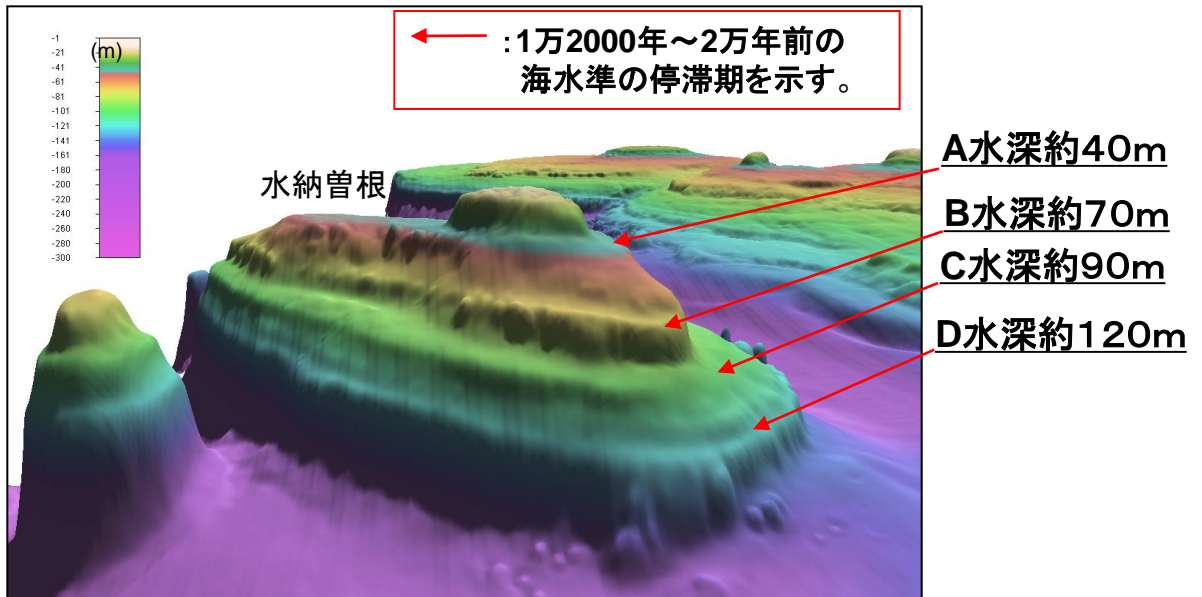 -1
-21
(m)
-41
-61
-81
-101
-121
-141
-161
-180
-200
-220
-240
-260
-280
-300
:1万2000年～2万年前の
海水準の停滞期を示す。
水納曽根
A水深約40m
B水深約70m
C水深約90m
D水深約120m